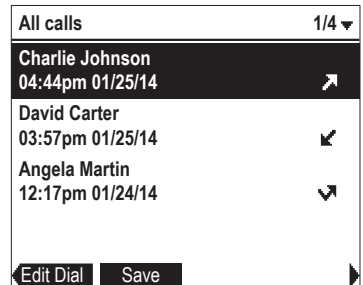 All calls 1/4
Charlie Johnson
04:44pm 01/25/14
David Carter
03:57pm 01/25/14
Angela Martin
12:17pm 01/24/14
Edit Dial Save